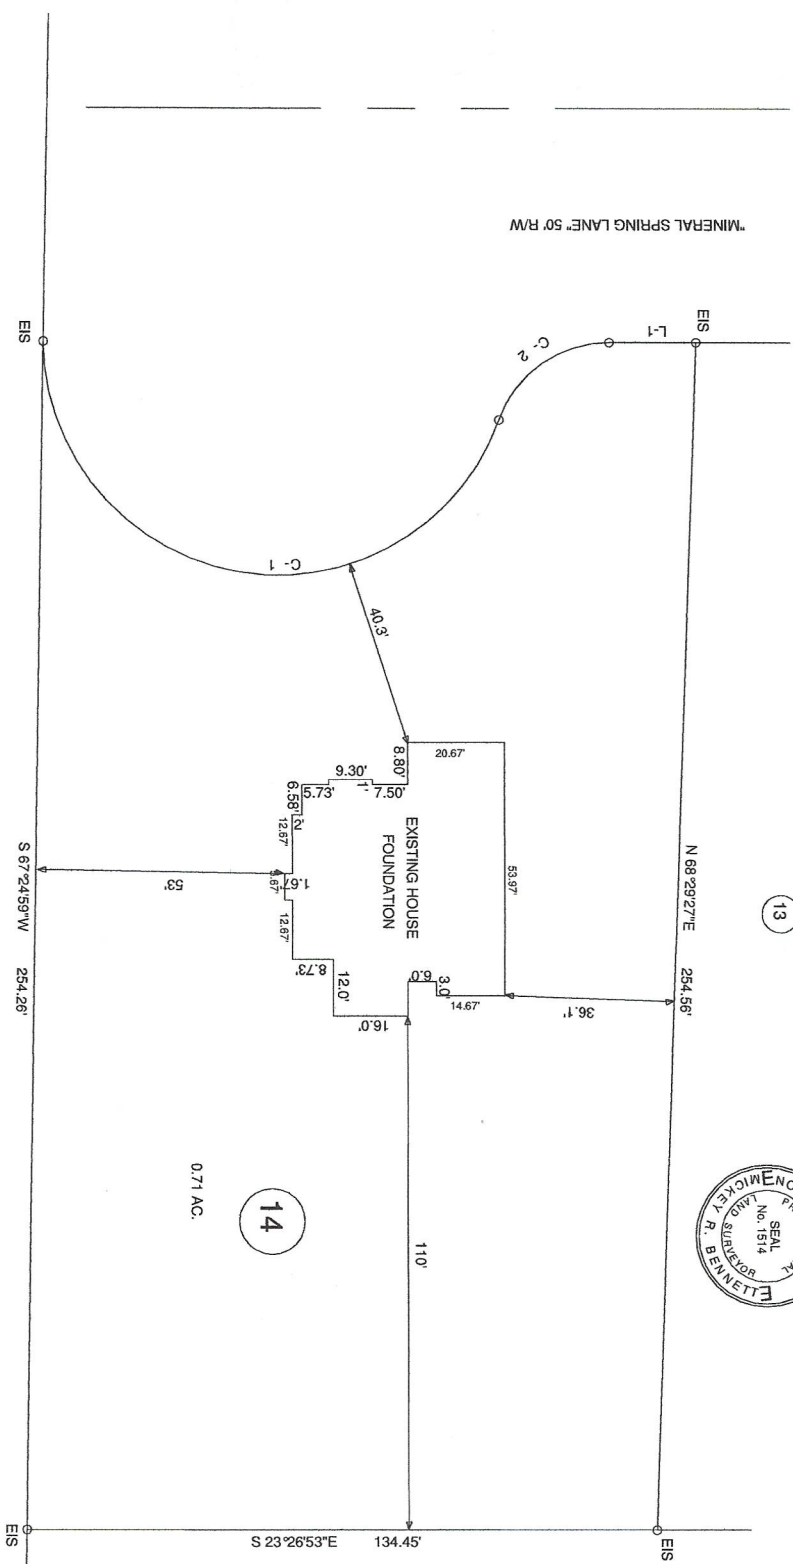 "MINERAL SPRING LANE" 50' R/W
EIS
L-1
C-2
EIS
C-1
40.3'
20.67'
8.80'
7.50'
1'
9.30'
5.73'
2'
6.58'
12.67'
1.67'
12.67'
8.73'
12.0'
16.0'
6.0'
3.0'
14.67'
53.97'
EXISTING HOUSE
FOUNDATION
53'
36.1'
110'
N 68°29'27"E 254.56'
S 67°24'59"W 254.26'
13
14
0.71 AC.
SEAL
No. 1514
LAND SURVEYOR
MICKEY R. BENNETT
S 23°26'53"E 134.45'
EIS
EIS